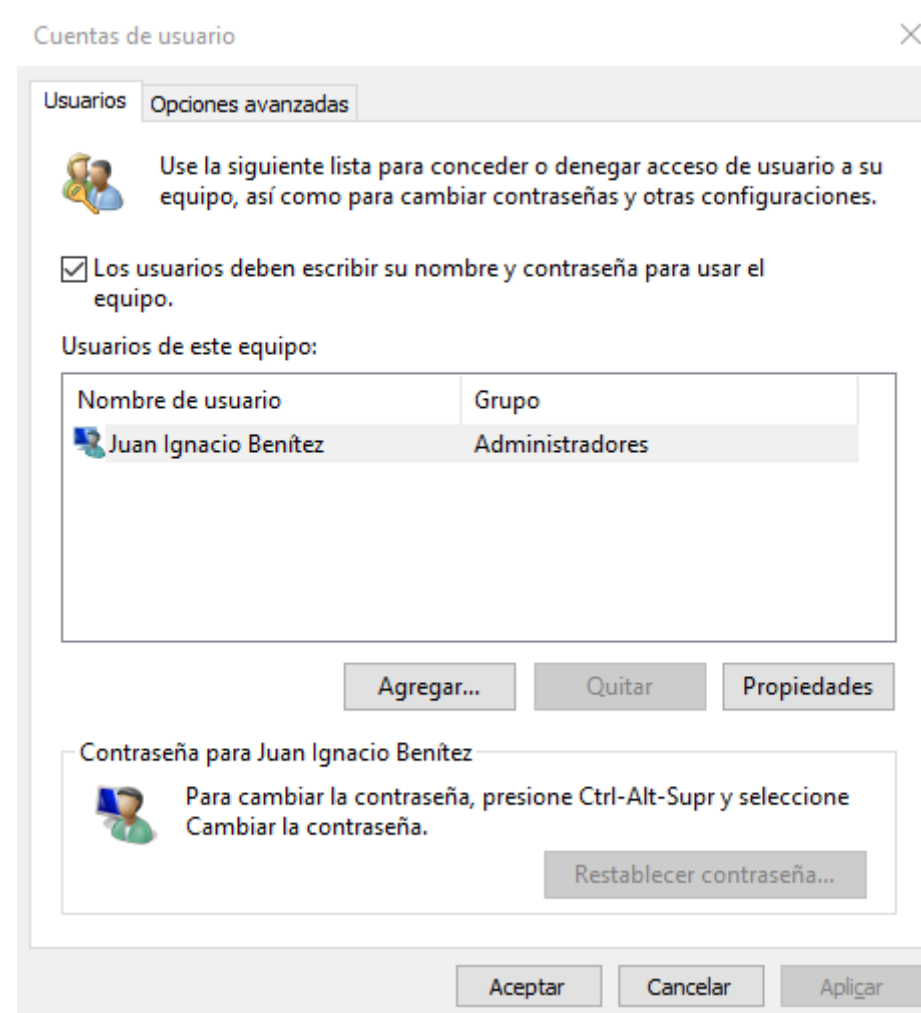 Cuentas de usuario
Usuarios Opciones avanzadas
Use la siguiente lista para conceder o denegar acceso de usuario a su
equipo, así como para cambiar contraseñas y otras configuraciones.
Los usuarios deben escribir su nombre y contraseña para usar el
equipo.
Usuarios de este equipo:
Nombre de usuario Grupo
Juan Ignacio Benítez Administradores
Agregar... Quitar Propiedades
Contraseña para Juan Ignacio Benítez
Para cambiar la contraseña, presione Ctrl-Alt-Supr y seleccione
Cambiar la contraseña.
Restablecer contraseña...
Aceptar Cancelar Aplicar